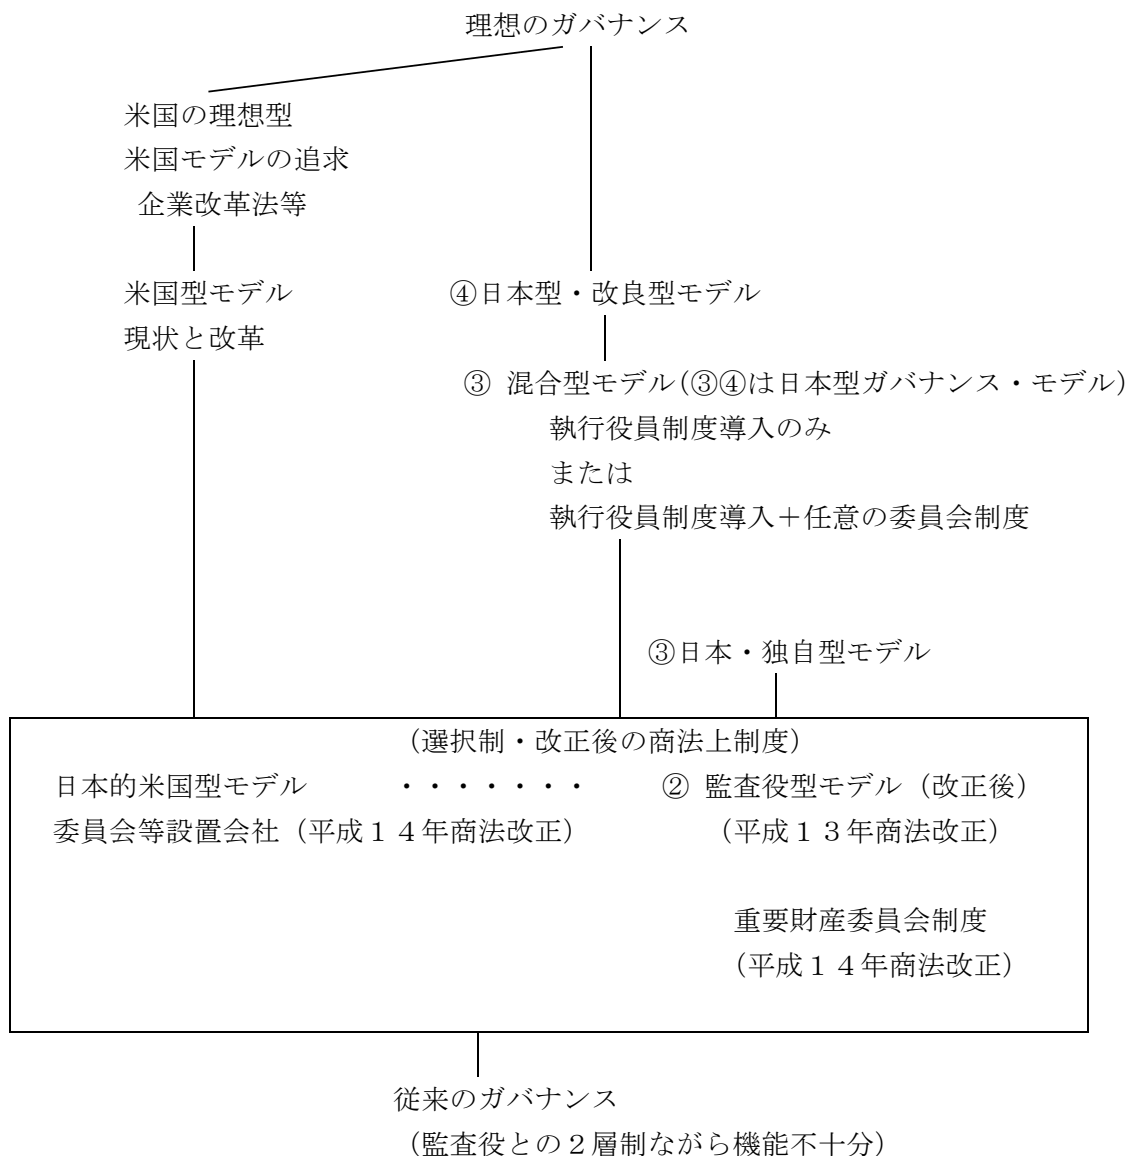 理想のガバナンス
米国の理想型
米国モデルの追求
企業改革法等
米国型モデル
現状と改革
④日本型・改良型モデル
③ 混合型モデル(③④は日本型ガバナンス・モデル)
執行役員制度導入のみ
または
執行役員制度導入＋任意の委員会制度
③日本・独自型モデル
(選択制・改正後の商法上制度)
日本的米国型モデル ・・・・・・・ ② 監査役型モデル（改正後）
委員会等設置会社（平成１４年商法改正） （平成１３年商法改正）
重要財産委員会制度
（平成１４年商法改正）
従来のガバナンス
（監査役との２層制ながら機能不十分）